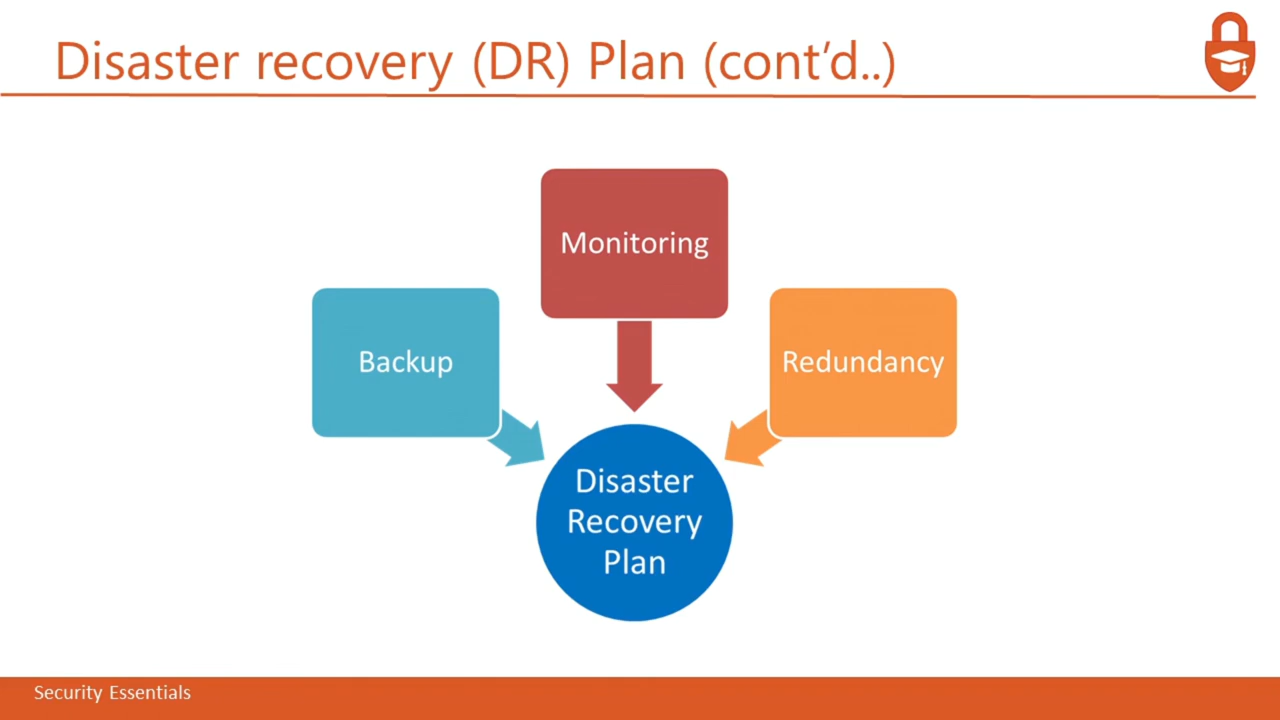 Disaster recovery (DR) Plan (cont’d..)
Monitoring
Backup
Redundancy
Disaster
Recovery
Plan
Security Essentials